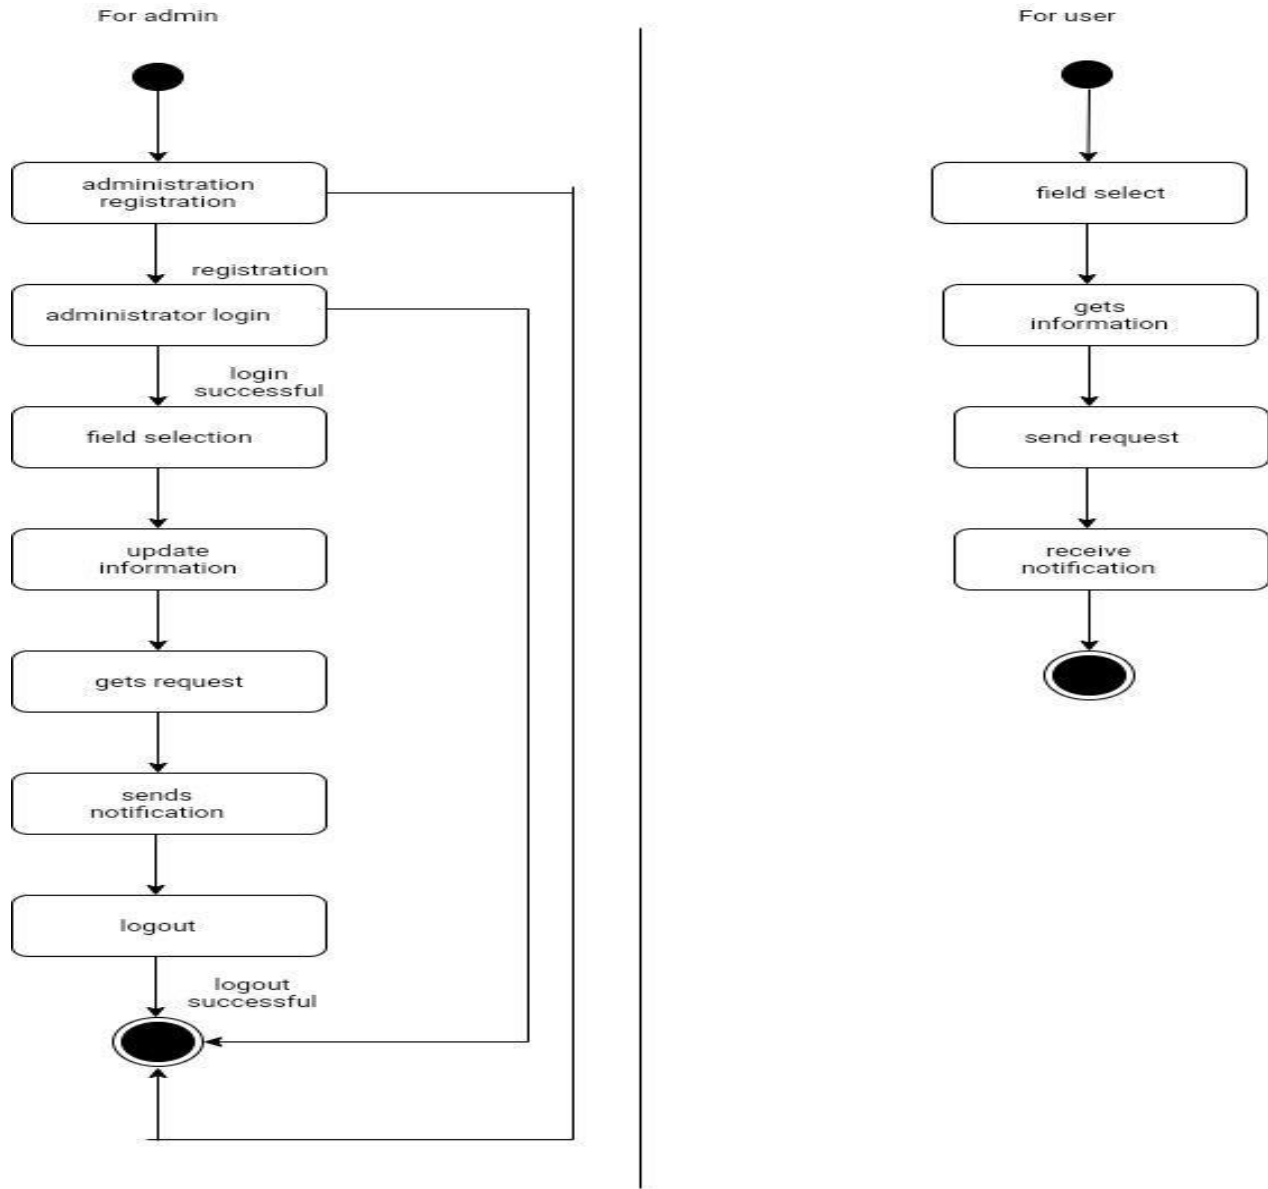 For admin
administration
registration
registration
administrator login
login
successful
field selection
update
information
gets request
sends
notification
logout
logout
successful
For user
field select
gets
information
send request
receive
notification